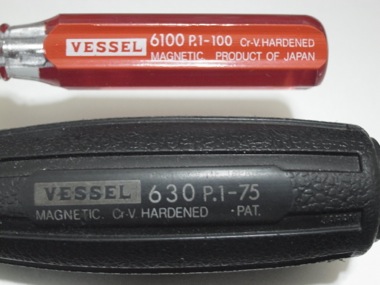 VESSEL 6100 P.1-100 Cr-V.HARDENED
MAGNETIC. PRODUCT OF JAPAN
VESSEL 630 P.1-75
MAGNETIC. Cr-V. HARDENED ·PAT.